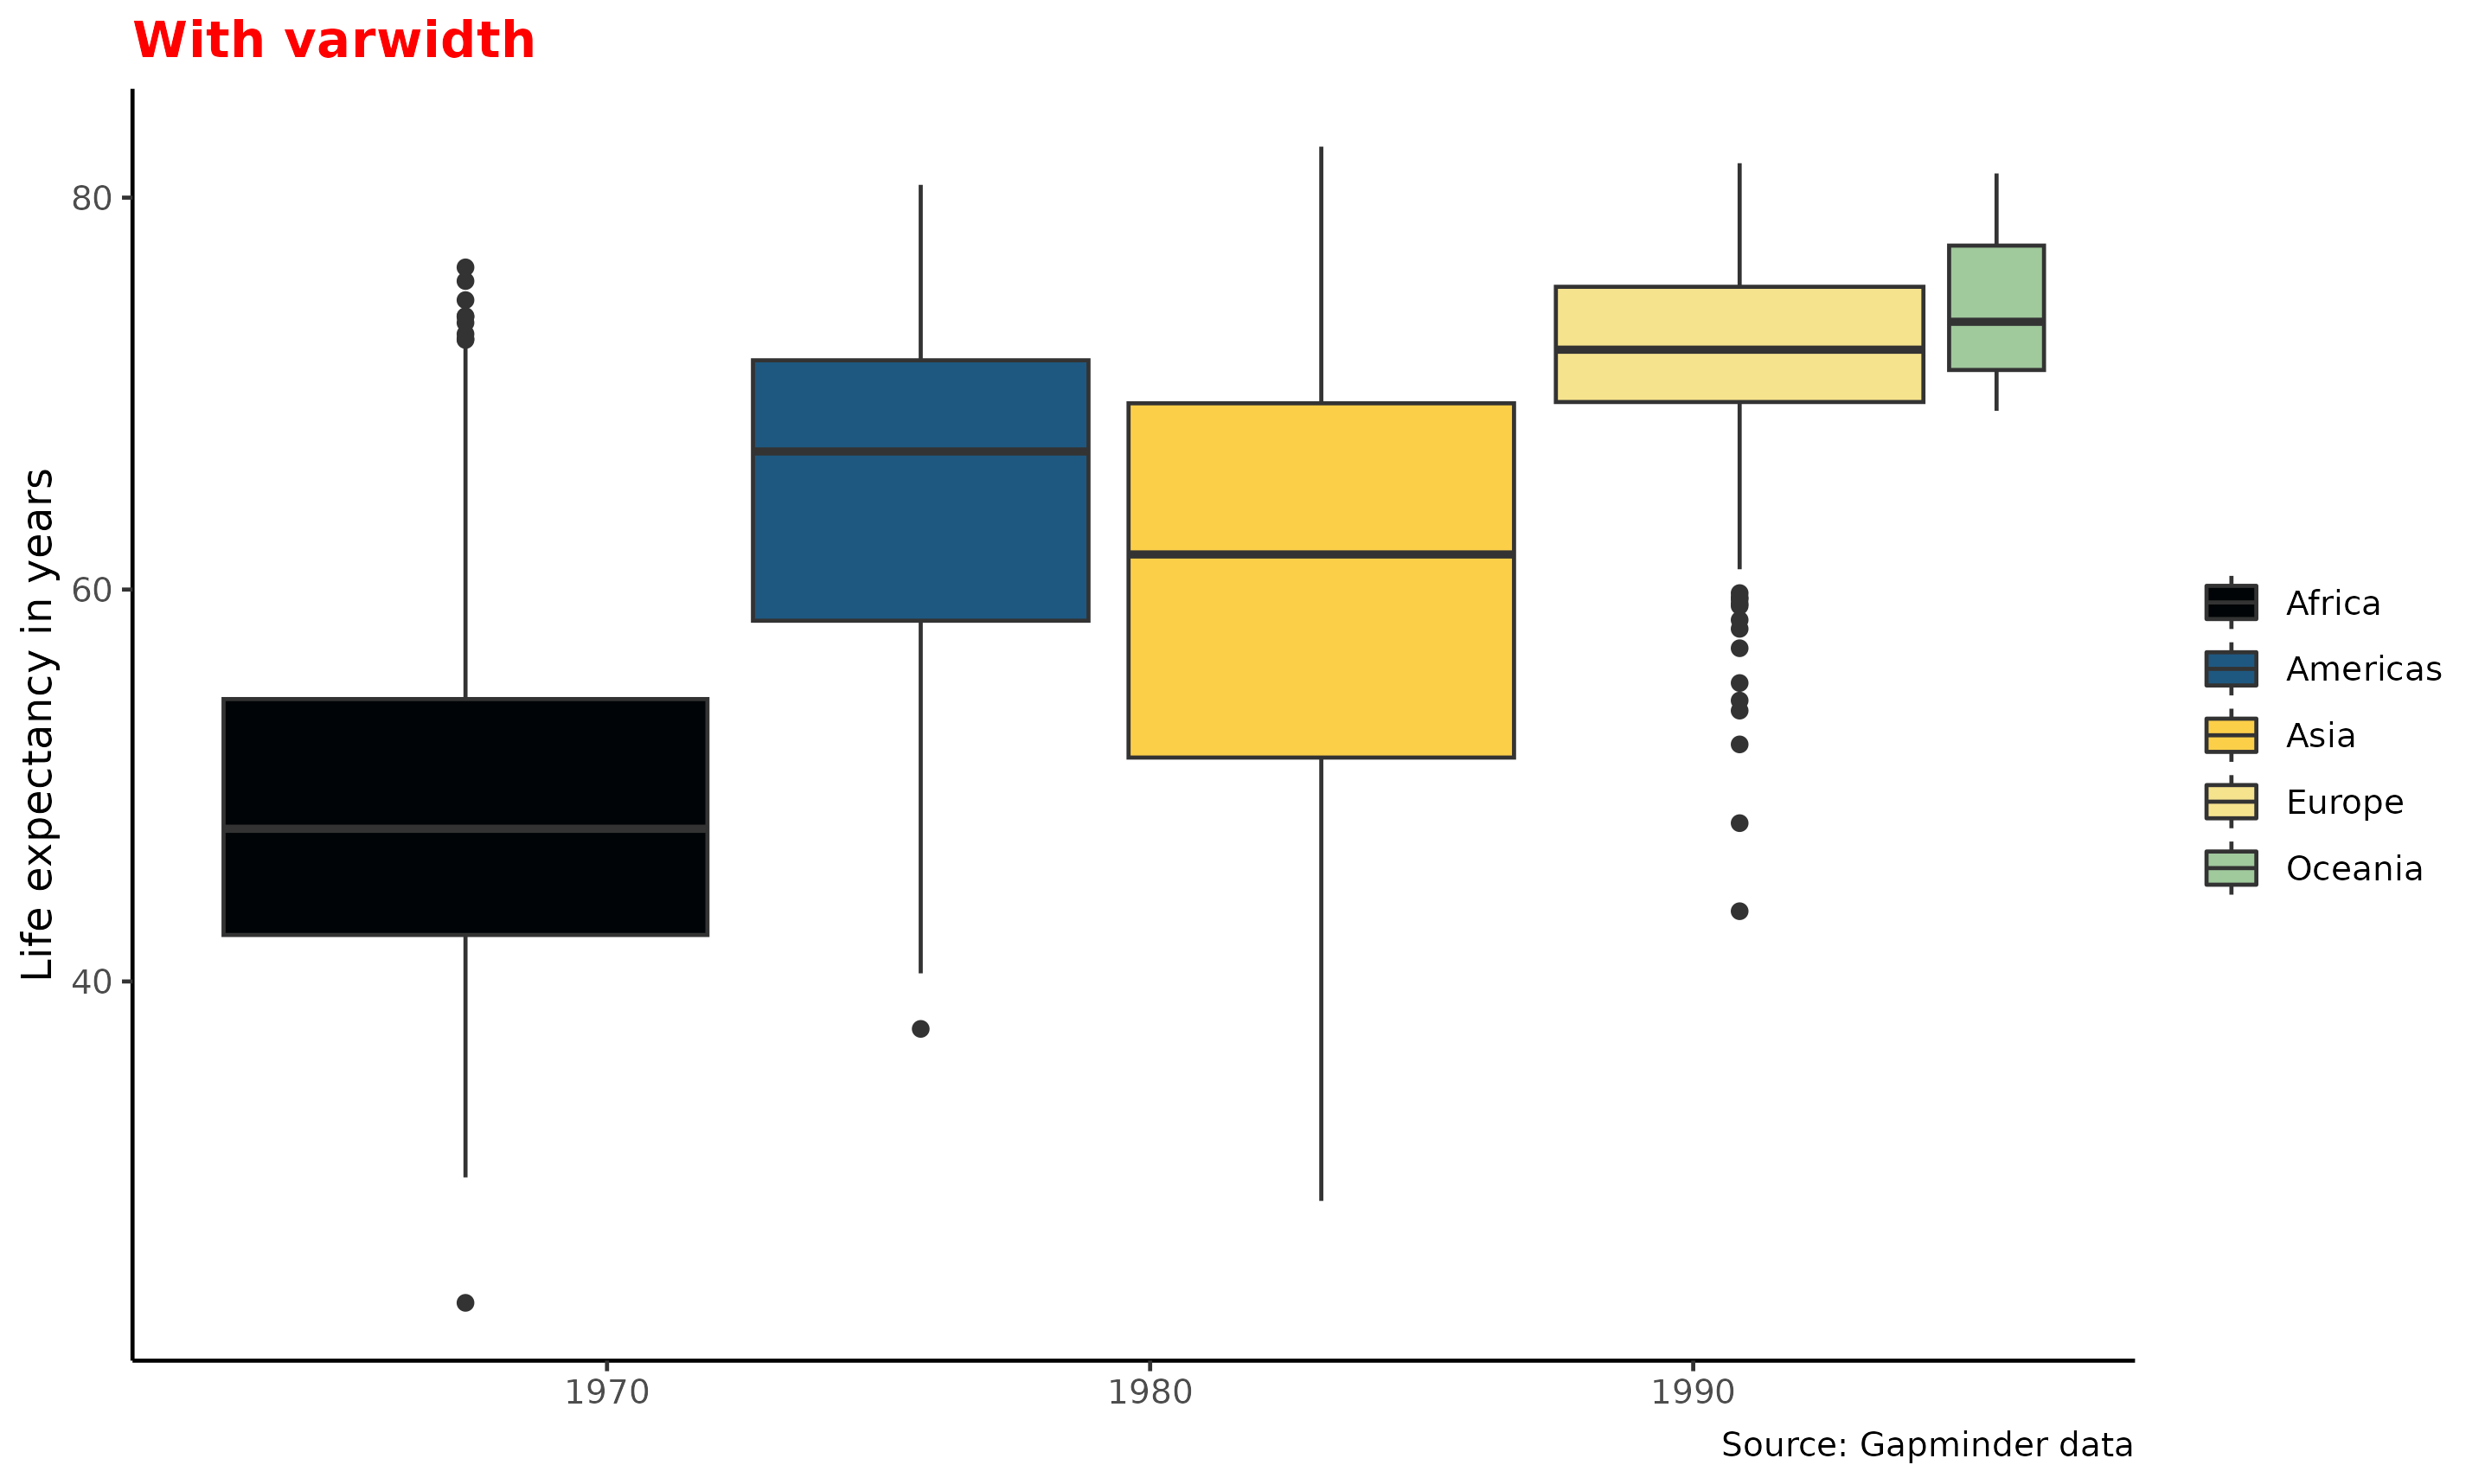 With varwidth
Life expectancy in years
80
60
40
1970
1980
1990
Africa
Americas
Asia
Europe
Oceania
Source: Gapminder data